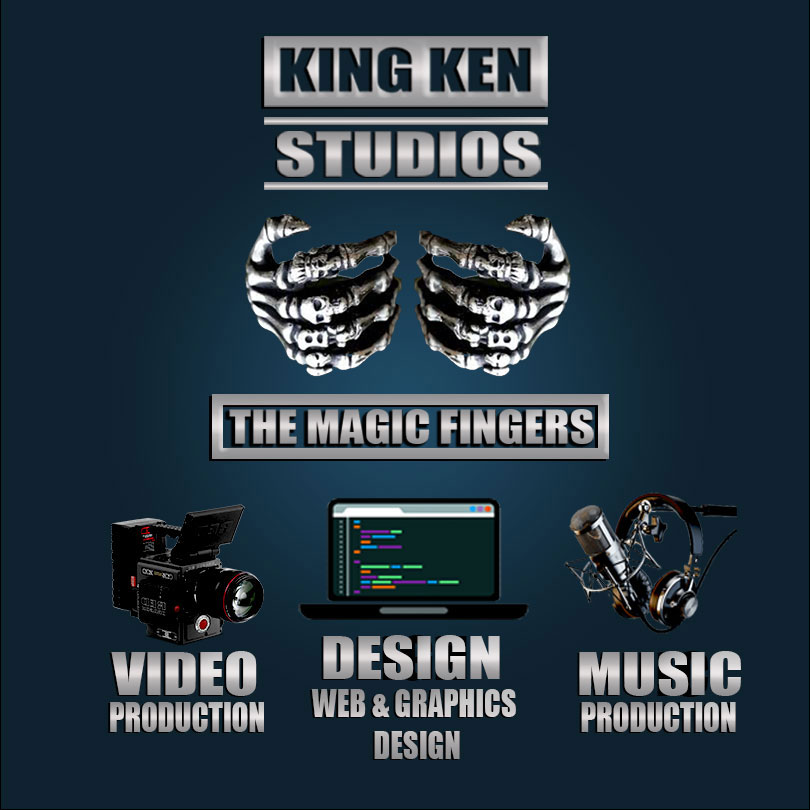 KING KEN
STUDIOS
THE MAGIC FINGERS
VIDEO
PRODUCTION
DESIGN
WEB & GRAPHICS
DESIGN
MUSIC
PRODUCTION